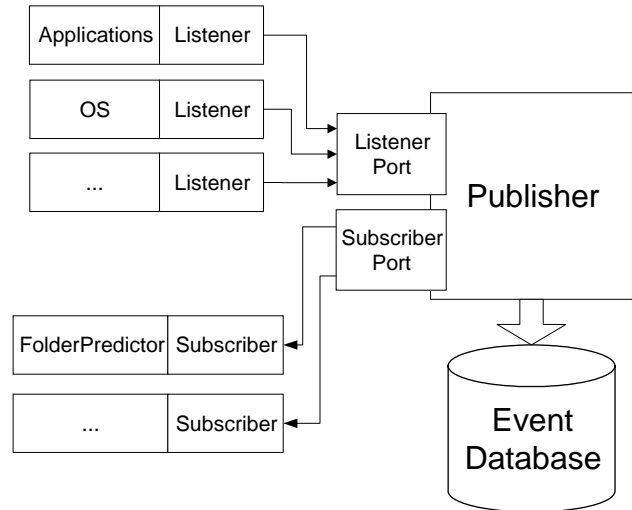 Applications Listener
OS Listener
... Listener
Listener
Port
Publisher
Subscriber
Port
FolderPredictor Subscriber
... Subscriber
Event
Database